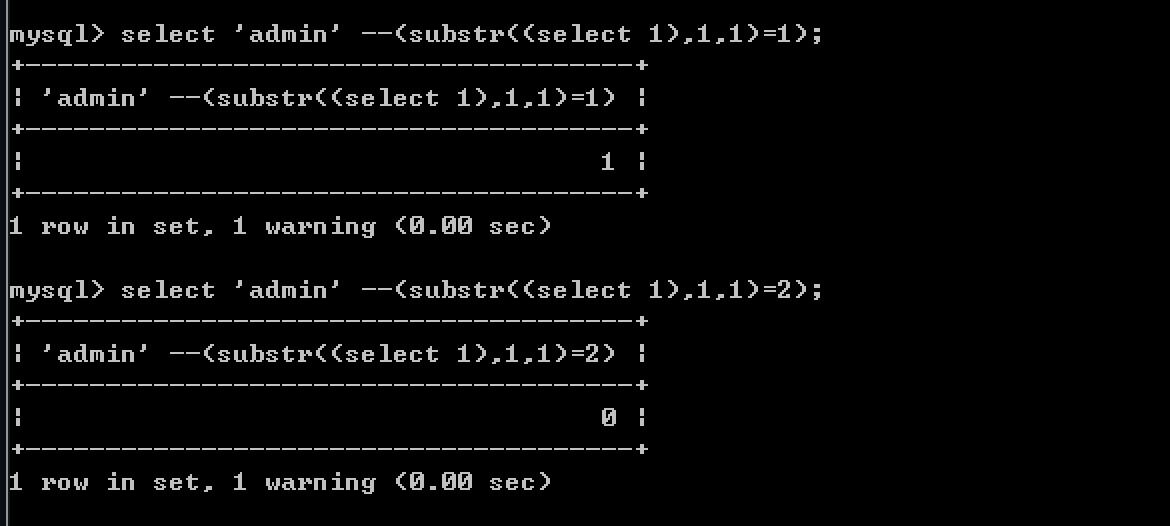 mysql> select 'admin' --(substr((select 1),1,1)=1);
+--------------------------------------+
| 'admin' --(substr((select 1),1,1)=1) |
+--------------------------------------+
|                                    1 |
+--------------------------------------+
1 row in set, 1 warning (0.00 sec)
mysql> select 'admin' --(substr((select 1),1,1)=2);
+--------------------------------------+
| 'admin' --(substr((select 1),1,1)=2) |
+--------------------------------------+
|                                    0 |
+--------------------------------------+
1 row in set, 1 warning (0.00 sec)